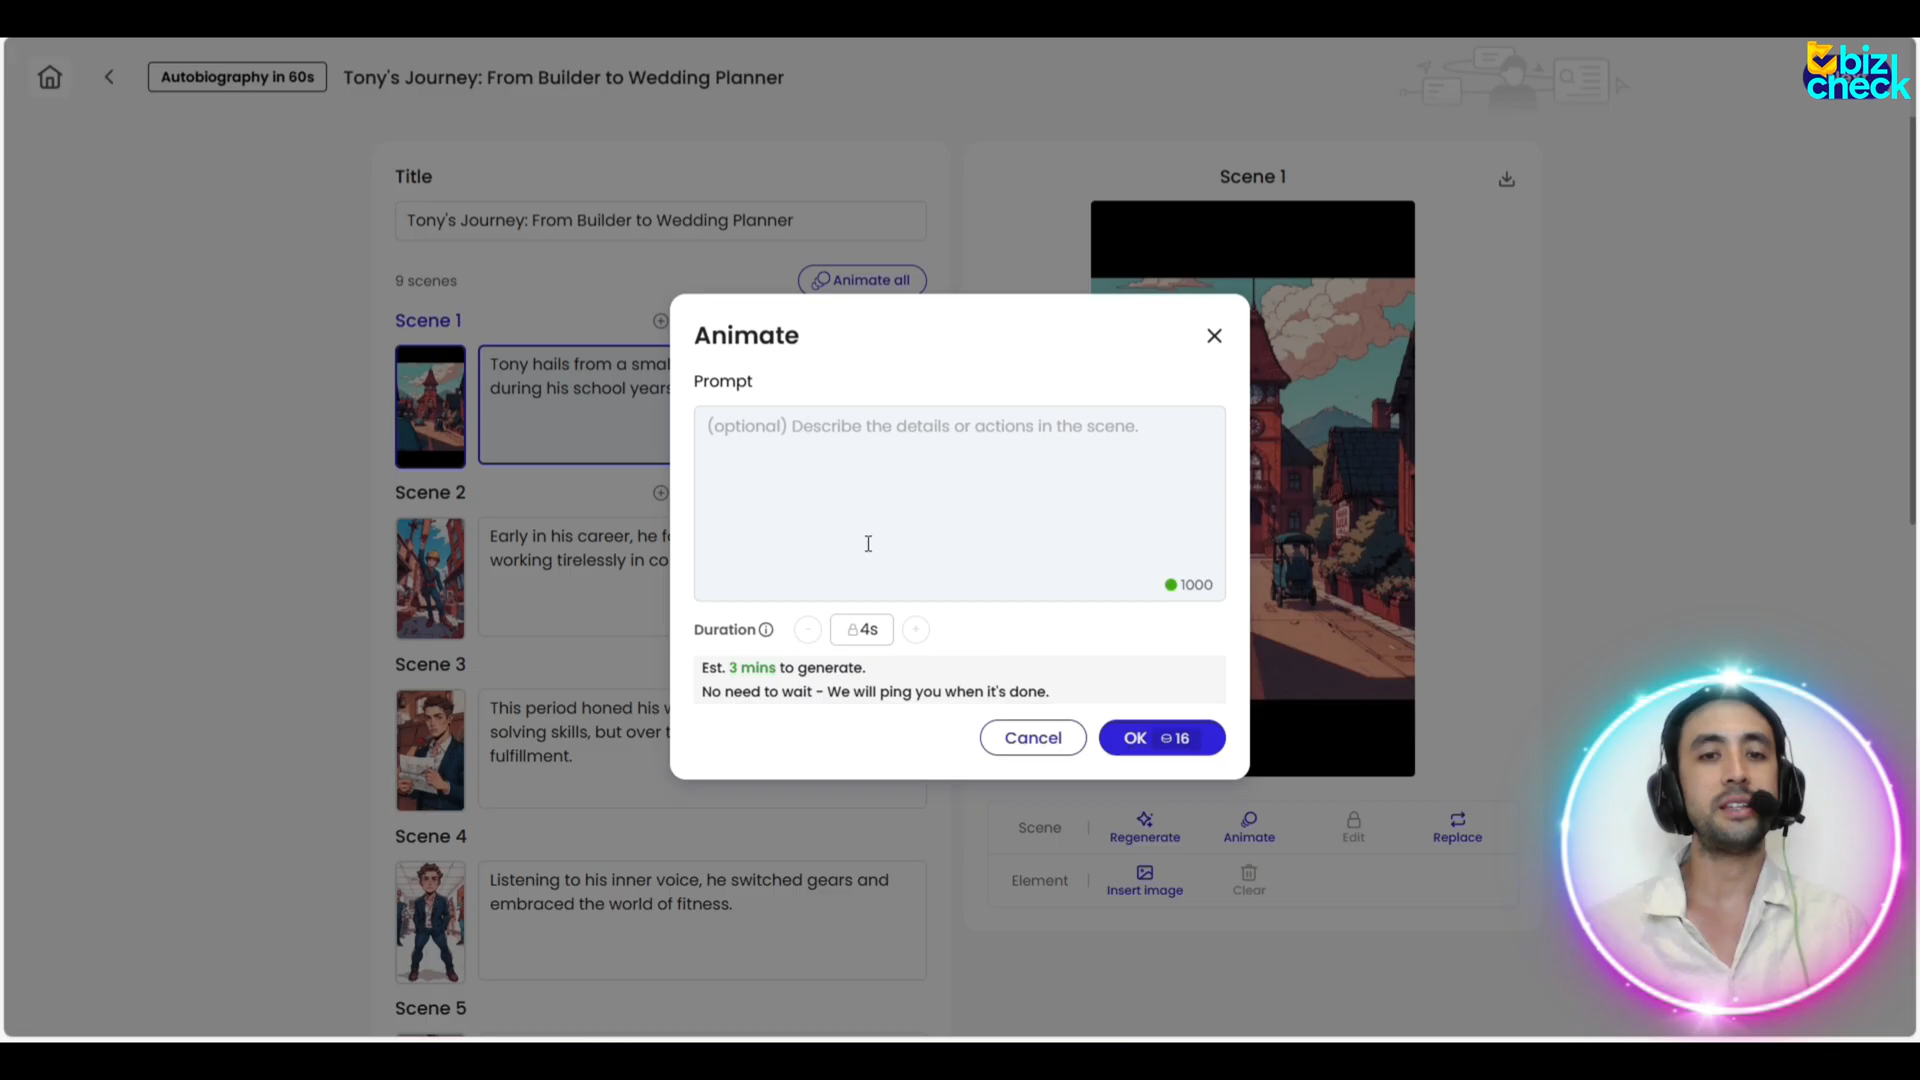 Autobiography in 60s
Tony's Journey: From Builder to Wedding Planner
biz
check
Title
Tony's Journey: From Builder to Wedding Planner
9 scenes
Animate all
Scene 1
Tony hails from a smal
during his school years
Scene 2
Early in his career, he f
working tirelessly in co
Scene 3
This period honed his w
solving skills, but over t
fulfillment.
Scene 4
Listening to his inner voice, he switched gears and
embraced the world of fitness.
Scene 5
Animate
Prompt
(optional) Describe the details or actions in the scene.
1000
Duration
4s
Est. 3 mins to generate.
No need to wait - We will ping you when it's done.
Cancel
OK 16
Scene 1
Scene
Regenerate
Animate
Edit
Replace
Element
Insert image
Clear